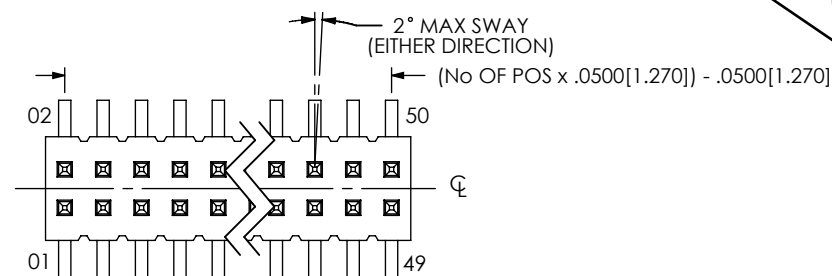 2° MAX SWAY
(EITHER DIRECTION)
(No OF POS x .0500[1.270]) - .0500[1.270]
02
50
℄
01
49